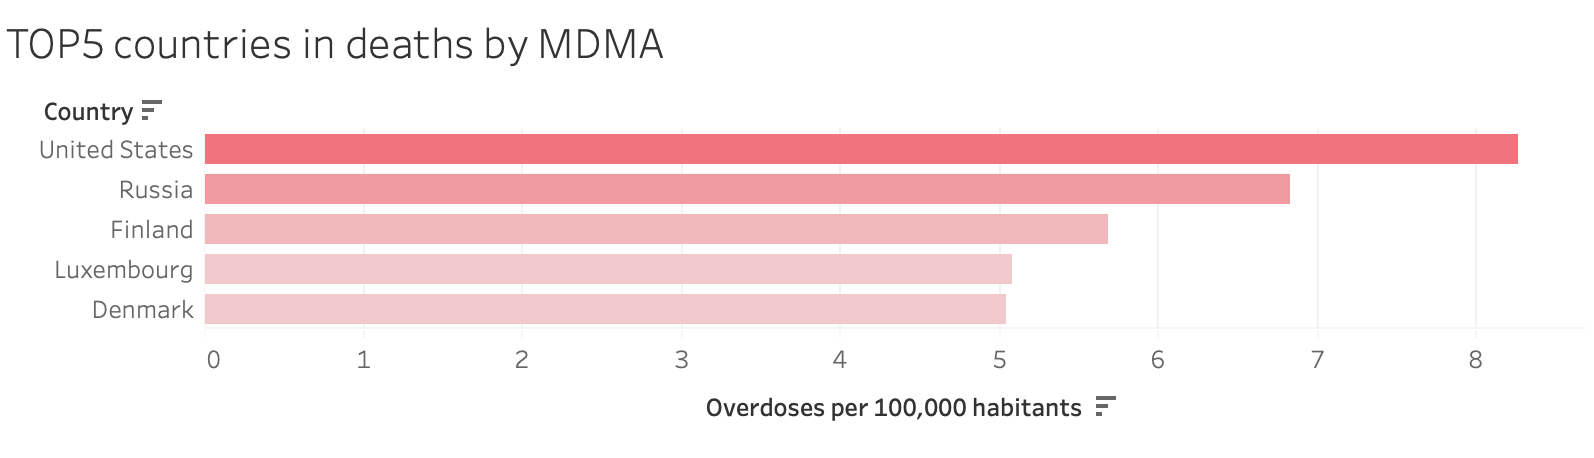 TOP5 countries in deaths by MDMA
Country
United States
Russia
Finland
Luxembourg
Denmark
0 1 2 3 4 5 6 7 8
Overdoses per 100,000 habitants